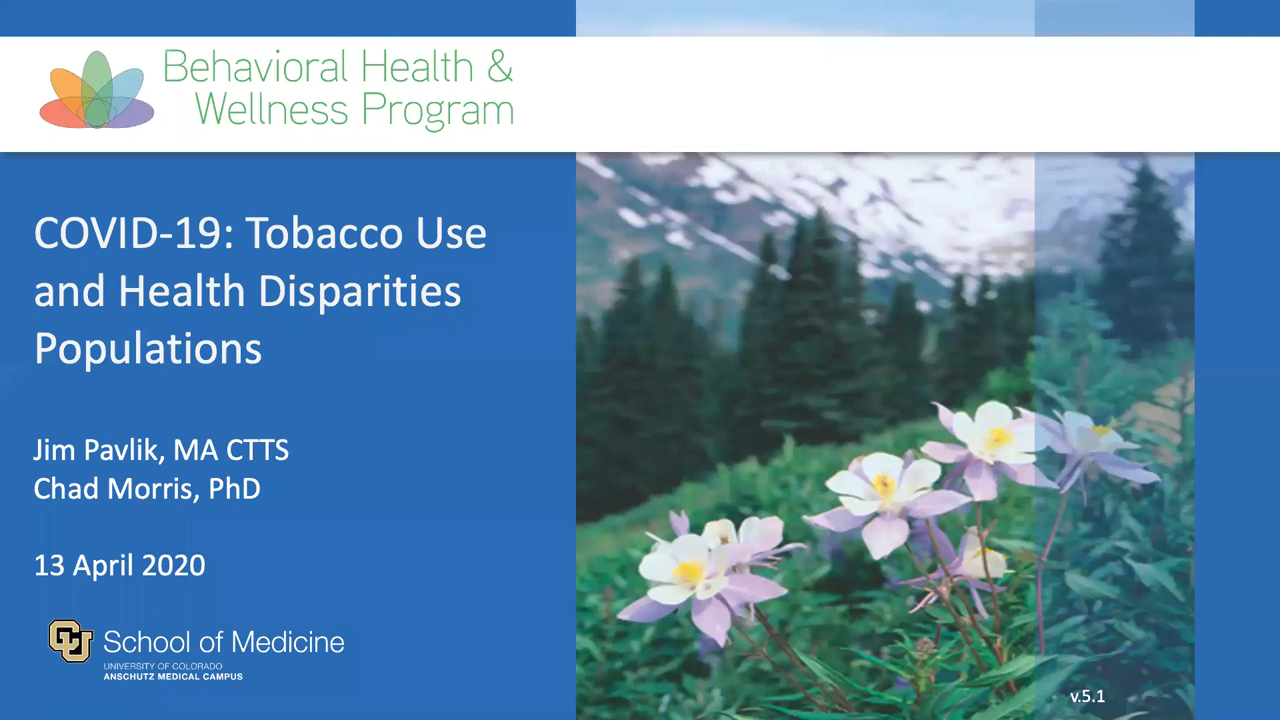 Behavioral Health &
Wellness Program
COVID-19: Tobacco Use
and Health Disparities
Populations
Jim Pavlik, MA CTTS
Chad Morris, PhD
13 April 2020
CU
School of Medicine
UNIVERSITY OF COLORADO
ANSCHUTZ MEDICAL CAMPUS
v.5.1